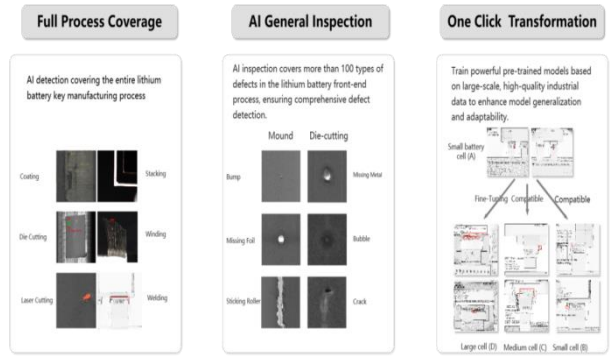 Full Process Coverage
AI detection covering the entire lithium
battery key manufacturing process
Coating
Stacking
Die Cutting
Winding
Laser Cutting
Welding
AI General Inspection
AI inspection covers more than 100 types of
defects in the lithium battery front-end
process, ensuring comprehensive defect
detection.
Mound
Die-cutting
Bump
Mixing Metal
Missing Foil
Bubble
Sticking Roller
Crack
One Click Transformation
Train powerful pre-trained models based
on large-scale, high-quality industrial
data to enhance model generalization
and adaptability.
Small battery
cell (A)
Fine-Tuning
Compatible
Compatible
Large cell (D)
Medium cell (C)
Small cell (B)